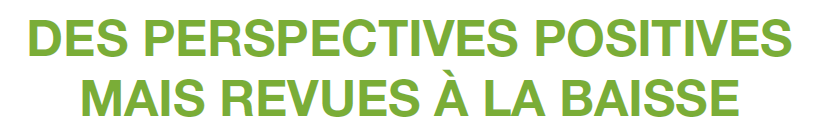 DES PERSPECTIVES POSITIVES
MAIS REVUES À LA BAISSE